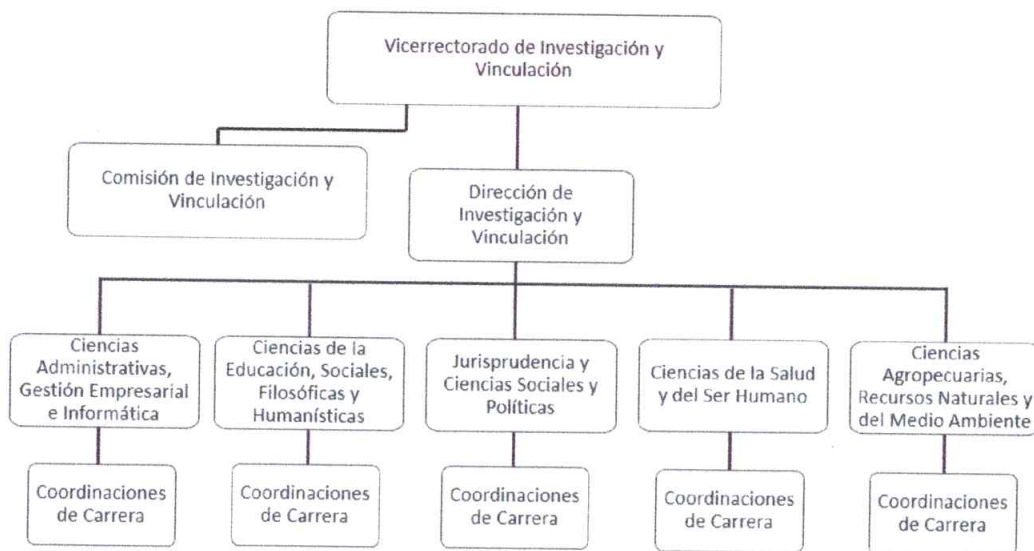 Vicerrectorado de Investigación y
Vinculación
Comisión de Investigación y
Vinculación
Dirección de
Investigación y
Vinculación
Ciencias
Administrativas,
Gestión Empresarial
e Informática
Ciencias de la
Educación, Sociales,
Filosóficas y
Humanísticas
Jurisprudencia y
Ciencias Sociales y
Políticas
Ciencias de la Salud
y del Ser Humano
Ciencias
Agropecuarias,
Recursos Naturales y
del Medio Ambiente
Coordinaciones
de Carrera
Coordinaciones
de Carrera
Coordinaciones
de Carrera
Coordinaciones
de Carrera
Coordinaciones
de Carrera